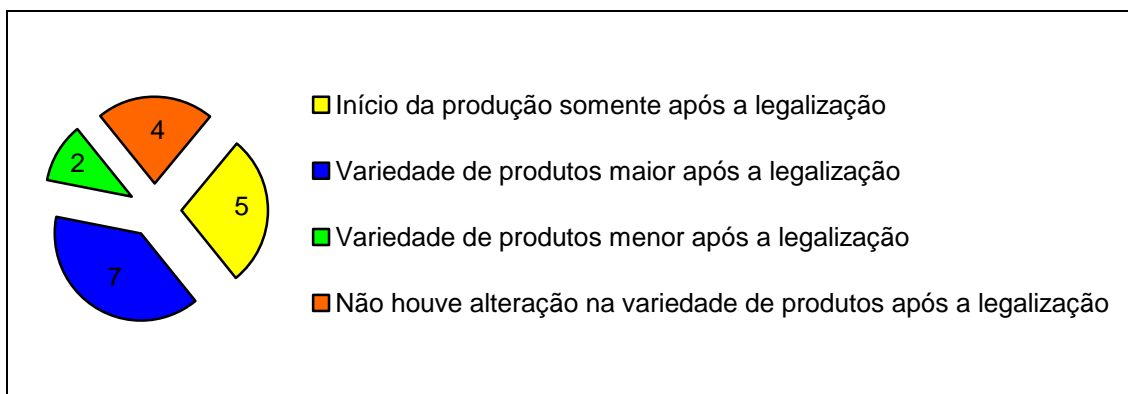 4
2
5
7
Início da produção somente após a legalização
Variedade de produtos maior após a legalização
Variedade de produtos menor após a legalização
Não houve alteração na variedade de produtos após a legalização